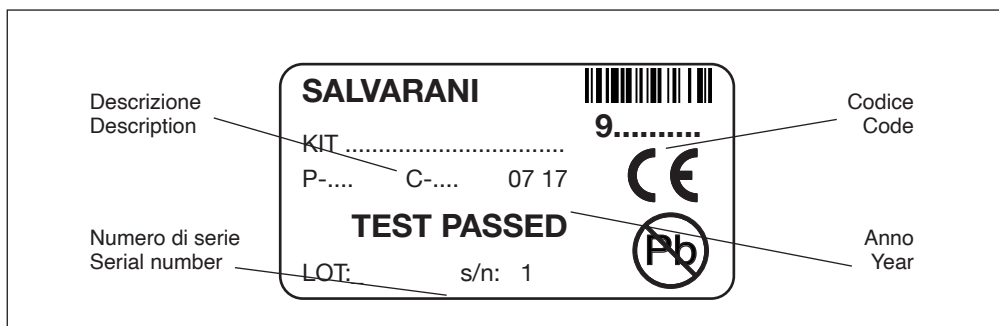 Descrizione
Description
Numero di serie
Serial number
SALVARANI
9..........
KIT .................................
P-.... C-.... 07 17
CE
TEST PASSED
Pb
LOT:_ s/n: 1
Codice
Code
Anno
Year